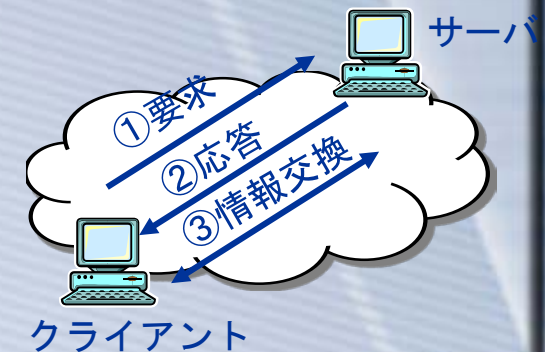 サーバ
①要求
②応答
③情報交換
クライアント